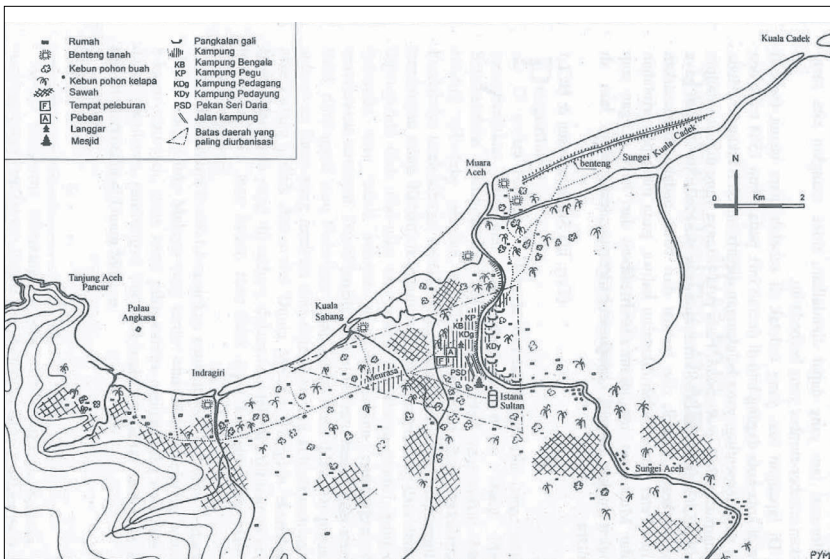 Rumah
Benteng tanah
Kebun pohon buah
Kebun pohon kelapa
Sawah
F Tempat peleburan
A Pebean
Langgar
Mesjid
Pangkalan gali
Kampung
KB Kampung Bengala
KP Kampung Pegu
KDg Kampung Pedagang
KDy Kampung Pedayung
PSD Pekan Seri Daria
Jalan kampung
Batas daerah yang
paling diurbanisasi
Kuala Cadek
Kuala Cadek
Sungei
benteng
Muara
Aceh
N
0 Km 2
Tanjung Aceh
Pancur
Pulau
Angkasa
Kuala
Sabang
Indragiri
KP
KB
KDg
KDy
A
F
PSD
Meurasa
Istana
Sultan
Sungei Aceh